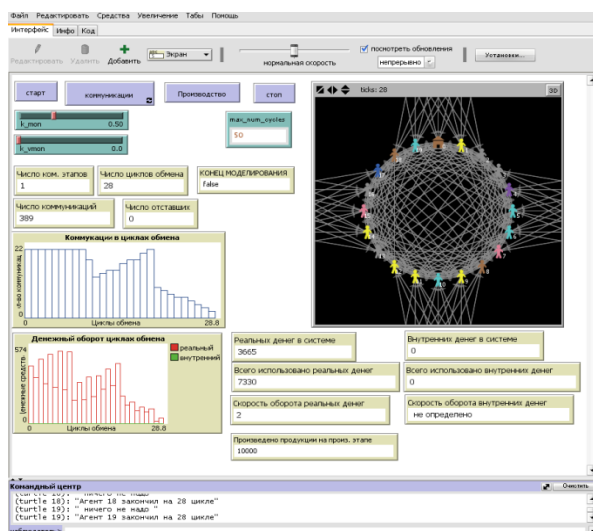 Файл Редактировать Средства Увеличение Табы Помощь
Интерфейс Инфо Код
Редактировать Удалить Добавить Экран нормальная скорость посмотреть обновления непрерывно Установки...
старт коммуникации Производство стоп
ticks: 28 3D
k_mon 0.50
max_num_cycles
50
k_vmon 0.0
Число ком. этапов Число циклов обмена КОНЕЦ МОДЕЛИРОВАНИЯ
1 28 false
Число коммуникаций Число отставших
389 0
Коммукации в циклах обмена
22
0
Циклы обмена 28.8
Денежный оборот циклах обмена
574
реальный
внутренний
Денежные средств.
0
0 Циклы обмена 28.8
Реальных денег в системе Внутренних денег в системе
3665 0
Всего использовано реальных денег Всего использовано внутренних денег
7330 0
Скорость оборота реальных денег Скорость оборота внутренних денег
2 не определено
Произведено продукции на произ. этапе
10000
Командный центр Очистить
(turtle 18): "Агент 18 закончил на 28 цикле"
(turtle 19): " ничего не надо "
(turtle 19): "Агент 19 закончил на 28 цикле"